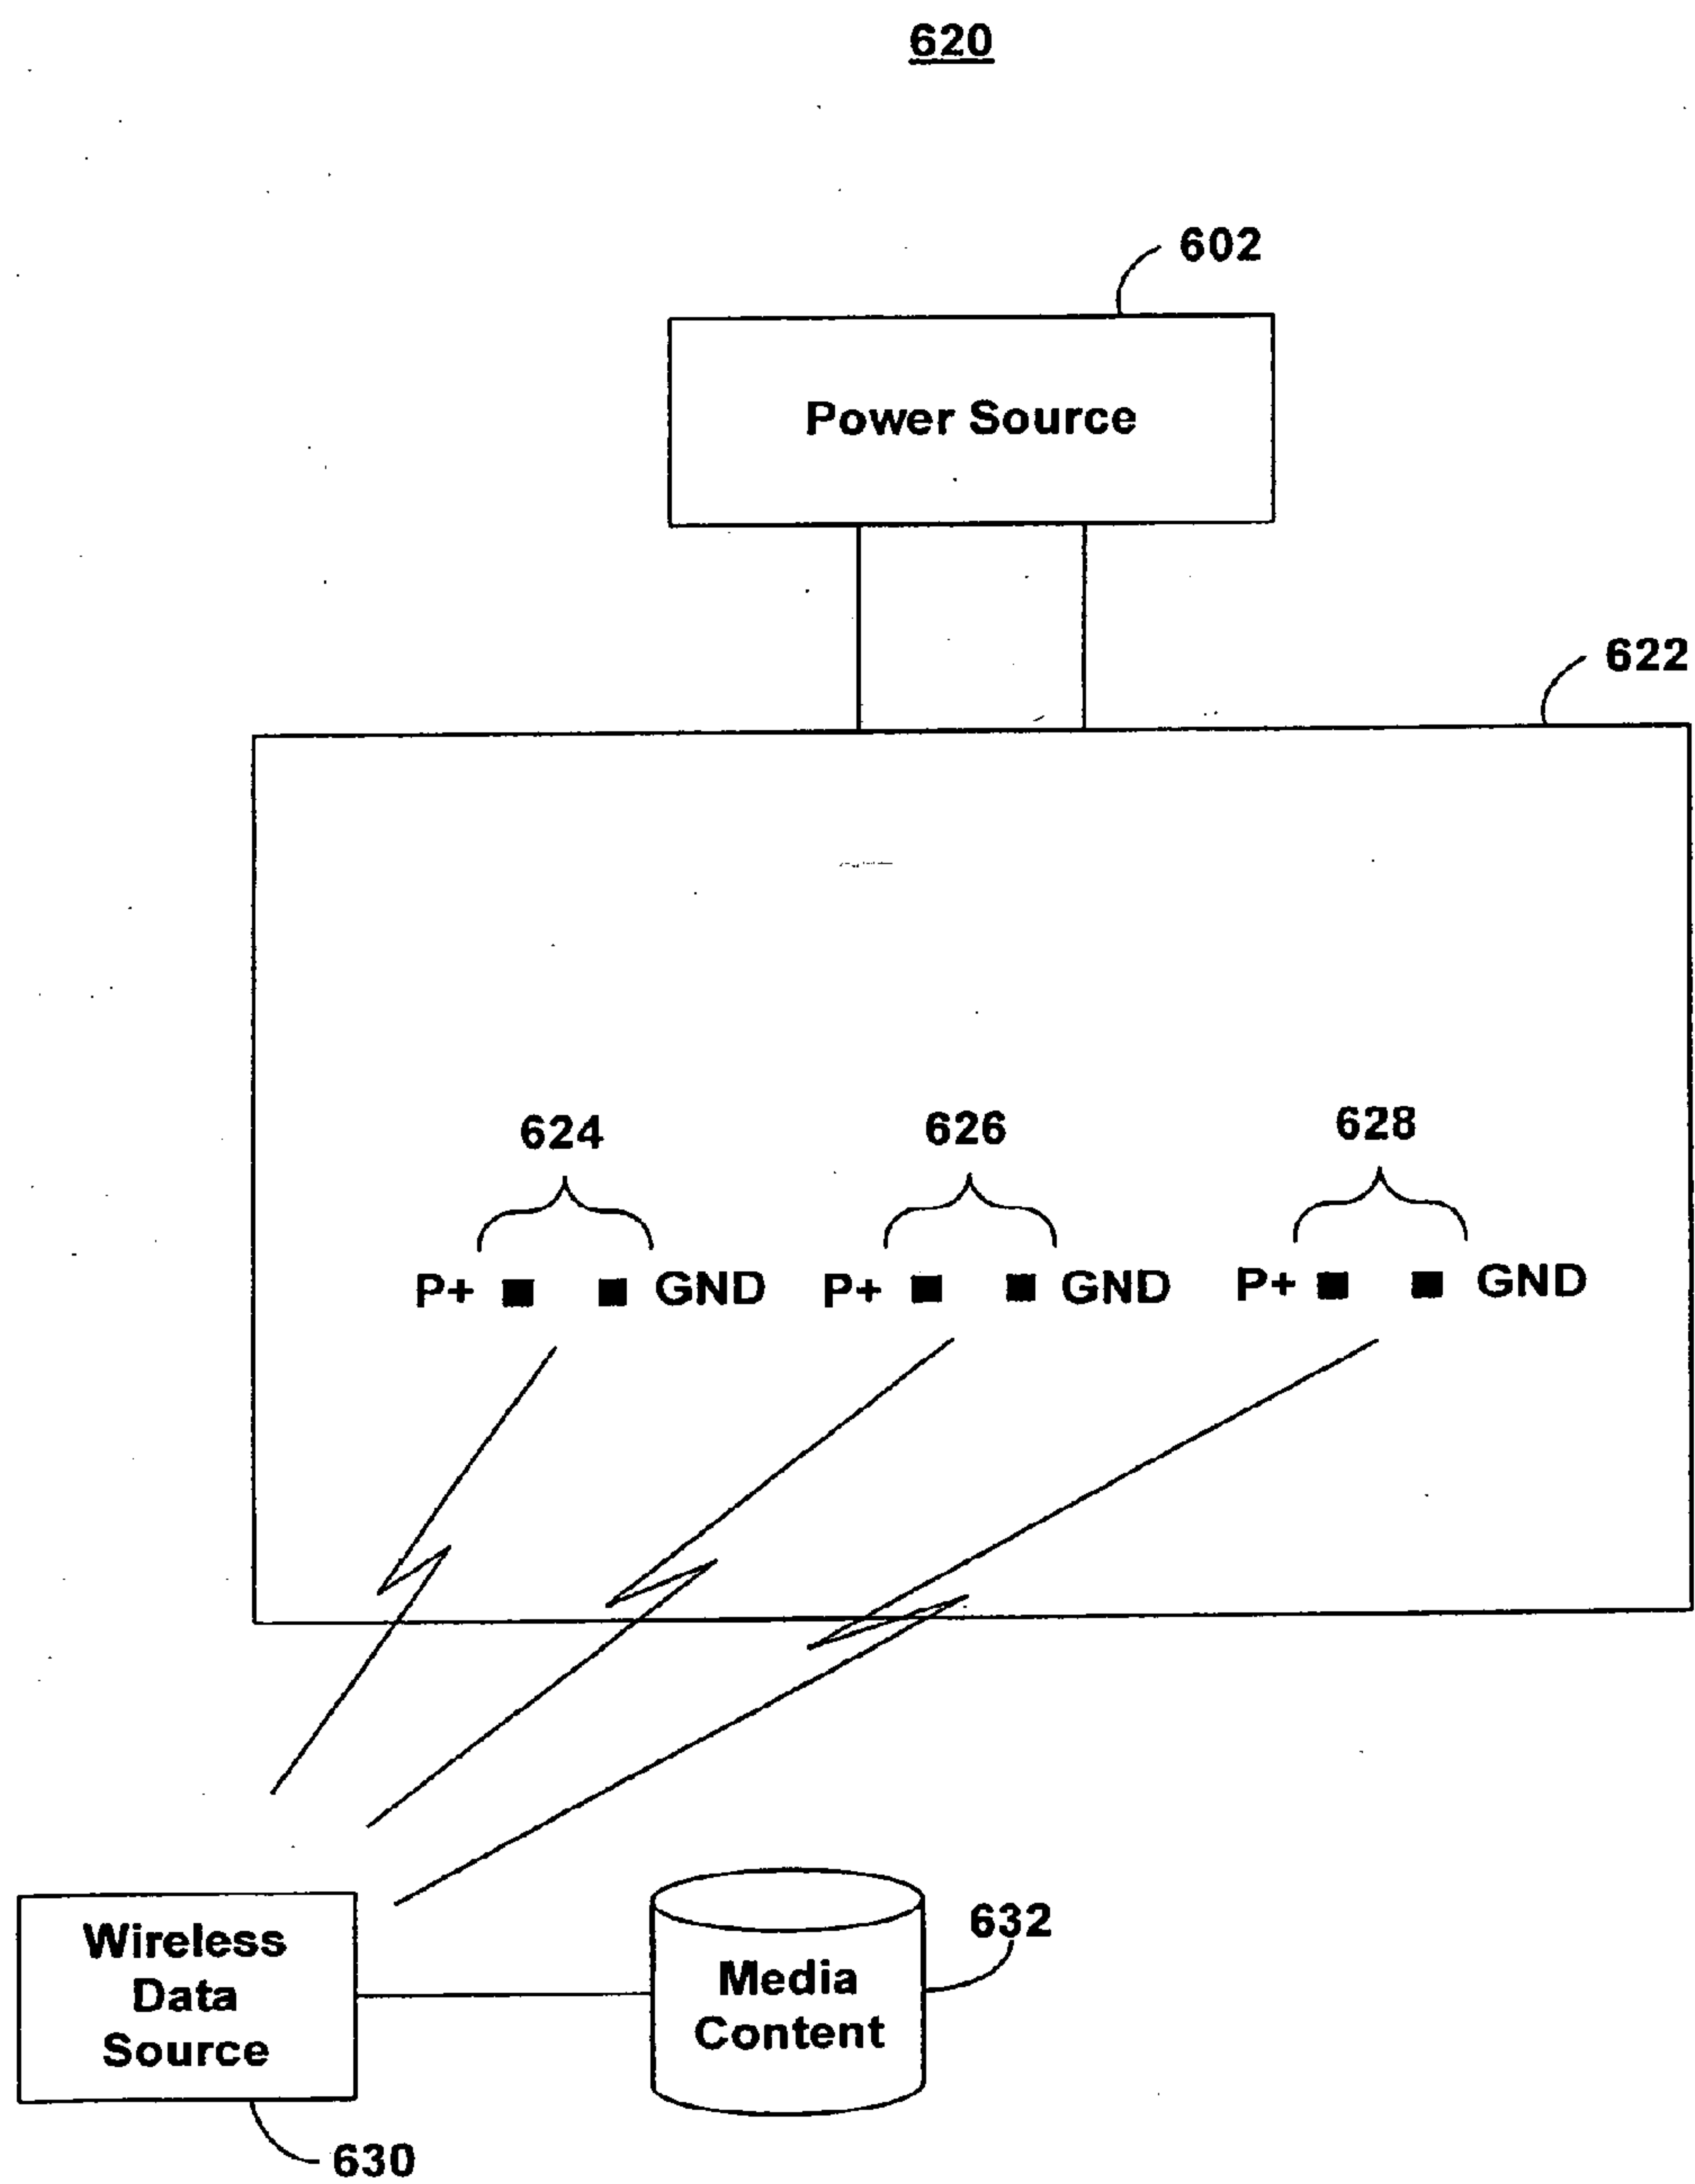 620
602
Power Source
622
624
626
628
P+ GND P+ GND P+ GND
632
Wireless
Data
Source
Media
Content
630